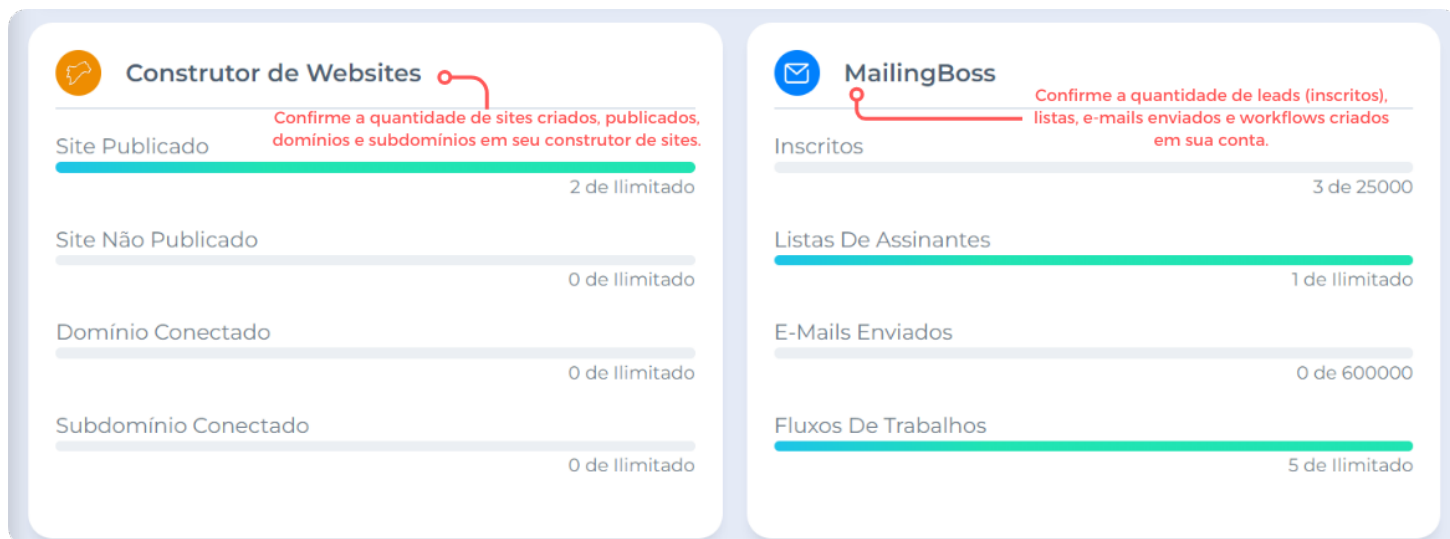 Construtor de Websites
Confirme a quantidade de sites criados, publicados,
domínios e subdomínios em seu construtor de sites.
Site Publicado
2 de Ilimitado
Site Não Publicado
0 de Ilimitado
Domínio Conectado
0 de Ilimitado
Subdomínio Conectado
0 de Ilimitado
MailingBoss
Confirme a quantidade de leads (inscritos),
listas, e-mails enviados e workflows criados
em sua conta.
Inscritos
3 de 25000
Listas De Assinantes
1 de Ilimitado
E-Mails Enviados
0 de 600000
Fluxos De Trabalhos
5 de Ilimitado